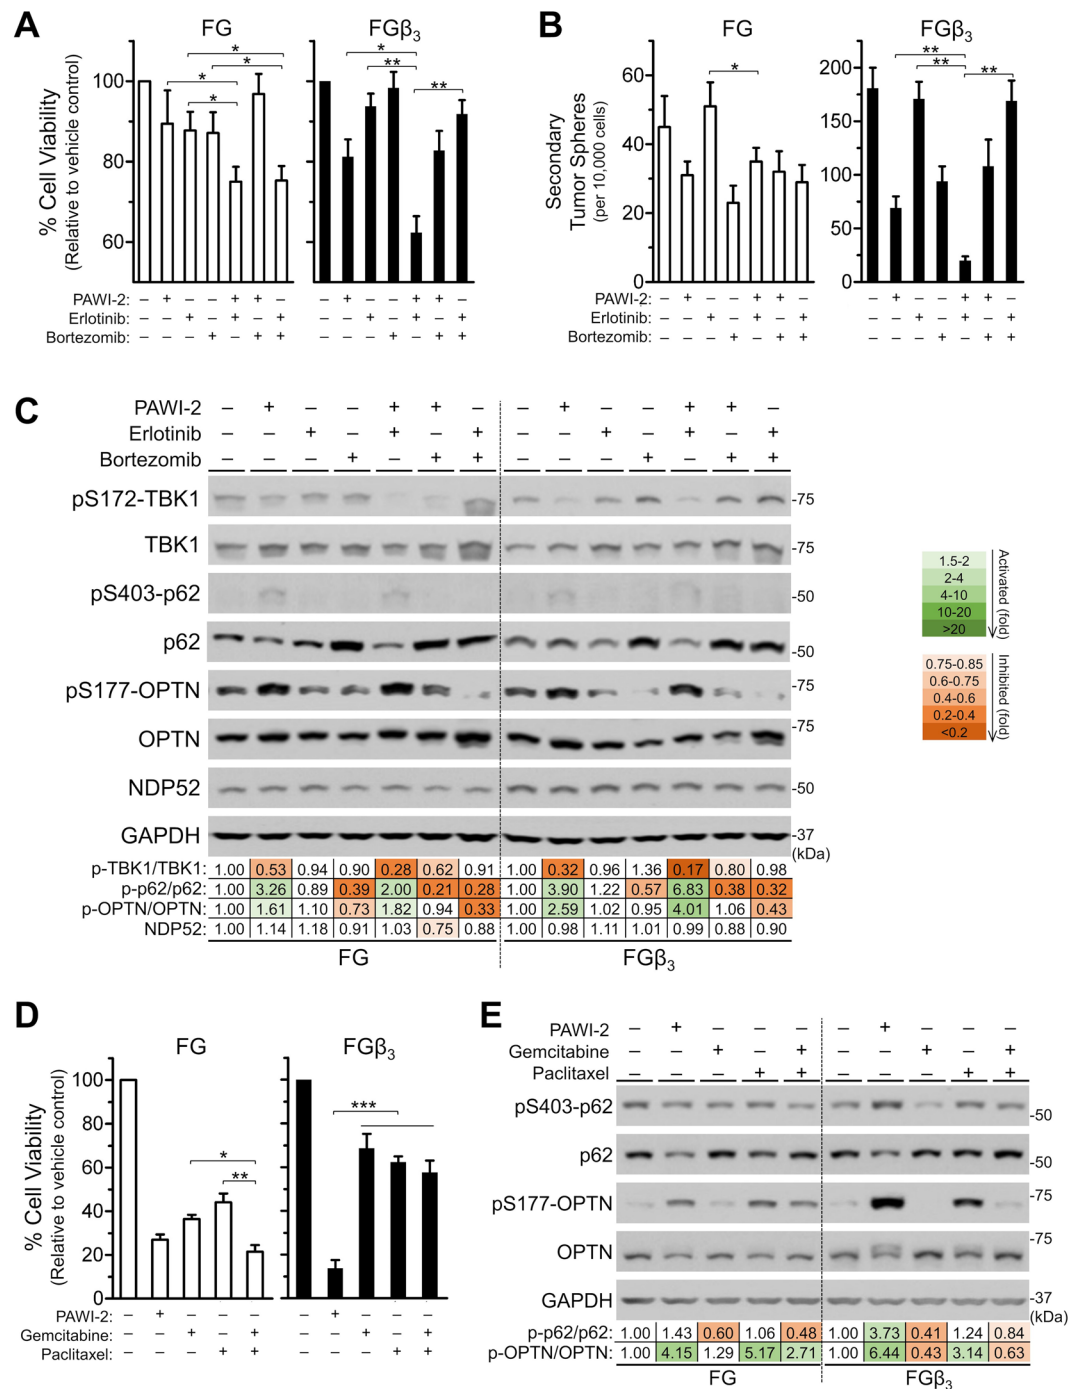 A
FG
FGβ3
% Cell Viability
(Relative to vehicle control)
100
80
60
* * * *
* ** **
PAWI-2: – + – – + + – – + – – + + –
Erlotinib: – – + – + – + – – + – + – +
Bortezomib: – – – + – + + – – – + – + +
B
FG
FGβ3
Secondary
Tumor Spheres
(per 10,000 cells)
60
40
20
0
*
200
150
100
50
0
** ** **
PAWI-2: – + – – + + – – + – – + + –
Erlotinib: – – + – + – + – – + – + – +
Bortezomib: – – – + – + + – – – + – + +
C
PAWI-2 – + – – + + – – + – – + + –
Erlotinib – – + – + – + – – + – + – +
Bortezomib – – – + – + + – – – + – + +
pS172-TBK1 -75
TBK1 -75
pS403-p62 -50
p62 -50
pS177-OPTN -75
OPTN -75
NDP52 -50
GAPDH -37
(kDa)
p-TBK1/TBK1: 1.00 0.53 0.94 0.90 0.28 0.62 0.91 1.00 0.32 0.96 1.36 0.17 0.80 0.98
p-p62/p62: 1.00 3.26 0.89 0.39 2.00 0.21 0.28 1.00 3.90 1.22 0.57 6.83 0.38 0.32
p-OPTN/OPTN: 1.00 1.61 1.10 0.73 1.82 0.94 0.33 1.00 2.59 1.02 0.95 4.01 1.06 0.43
NDP52: 1.00 1.14 1.18 0.91 1.03 0.75 0.88 1.00 0.98 1.11 1.01 0.99 0.88 0.90
FG
FGβ3
1.5-2
2-4
4-10
10-20
>20
Activated (fold)
0.75-0.85
0.6-0.75
0.4-0.6
0.2-0.4
<0.2
Inhibited (fold)
D
FG
FGβ3
% Cell Viability
(Relative to vehicle control)
100
80
60
40
20
0
* **
***
PAWI-2: – + – – – – + – – –
Gemcitabine: – – + – + – – + – +
Paclitaxel: – – – + + – – – + +
E
PAWI-2 – + – – – – + – – –
Gemcitabine – – + – + – – + – +
Paclitaxel – – – + + – – – + +
pS403-p62 -50
p62 -50
pS177-OPTN -75
OPTN -75
GAPDH -37
(kDa)
p-p62/p62: 1.00 1.43 0.60 1.06 0.48 1.00 3.73 0.41 1.24 0.84
p-OPTN/OPTN: 1.00 4.15 1.29 5.17 2.71 1.00 6.44 0.43 3.14 0.63
FG
FGβ3